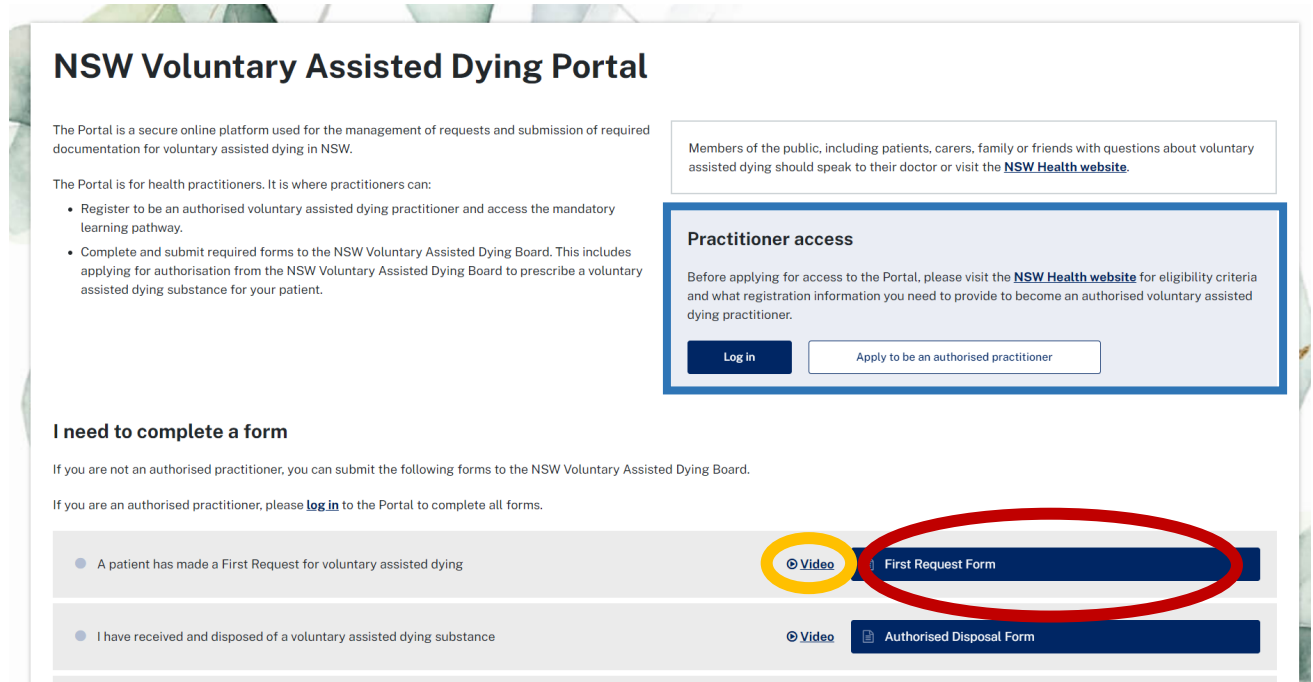 NSW Voluntary Assisted Dying Portal
The Portal is a secure online platform used for the management of requests and submission of required
documentation for voluntary assisted dying in NSW.
The Portal is for health practitioners. It is where practitioners can:
• Register to be an authorised voluntary assisted dying practitioner and access the mandatory
learning pathway.
• Complete and submit required forms to the NSW Voluntary Assisted Dying Board. This includes
applying for authorisation from the NSW Voluntary Assisted Dying Board to prescribe a voluntary
assisted dying substance for your patient.
Members of the public, including patients, carers, family or friends with questions about voluntary
assisted dying should speak to their doctor or visit the NSW Health website.
Practitioner access
Before applying for access to the Portal, please visit the NSW Health website for eligibility criteria
and what registration information you need to provide to become an authorised voluntary assisted
dying practitioner.
Log in
Apply to be an authorised practitioner
I need to complete a form
If you are not an authorised practitioner, you can submit the following forms to the NSW Voluntary Assisted Dying Board.
If you are an authorised practitioner, please log in to the Portal to complete all forms.
A patient has made a First Request for voluntary assisted dying
Video
First Request Form
I have received and disposed of a voluntary assisted dying substance
Video
Authorised Disposal Form